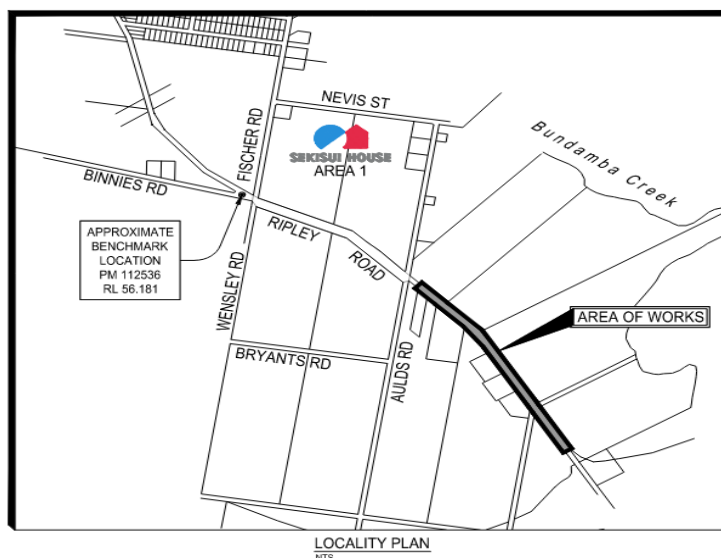 NEVIS ST
FISCHER RD
SEKISUI HOUSE
AREA 1
Bundamba Creek
BINNIES RD
RIPLEY
ROAD
APPROXIMATE
BENCHMARK
LOCATION
PM 112536
RL 56.181
WENSLEY RD
AREA OF WORKS
BRYANTS RD
AULDS RD
LOCALITY PLAN
NTS